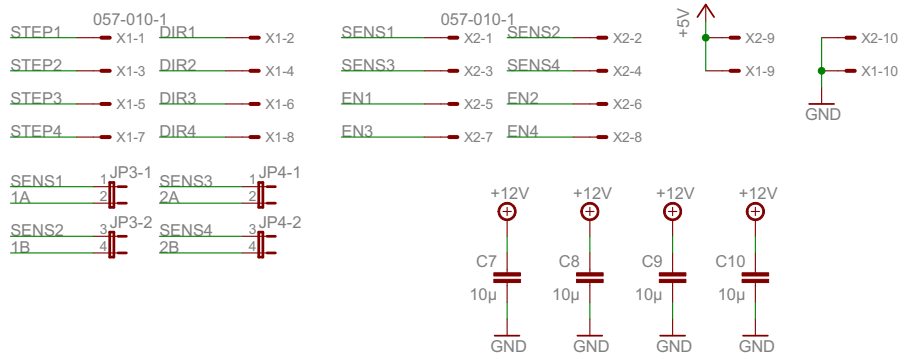 057-010-1 057-010-1
STEP1 X1-1 DIR1 X1-2 SENS1 X2-1 SENS2 X2-2 +5V X2-9 X2-10
STEP2 X1-3 DIR2 X1-4 SENS3 X2-3 SENS4 X2-4 X1-9 X1-10
STEP3 X1-5 DIR3 X1-6 EN1 X2-5 EN2 X2-6 GND
STEP4 X1-7 DIR4 X1-8 EN3 X2-7 EN4 X2-8
JP3-1 JP4-1
SENS1 1 SENS3 1
1A 2 2A 2
JP3-2 JP4-2
SENS2 3 SENS4 3
1B 4 2B 4
+12V +12V +12V +12V
C7 C8 C9 C10
10µ 10µ 10µ 10µ
GND GND GND GND